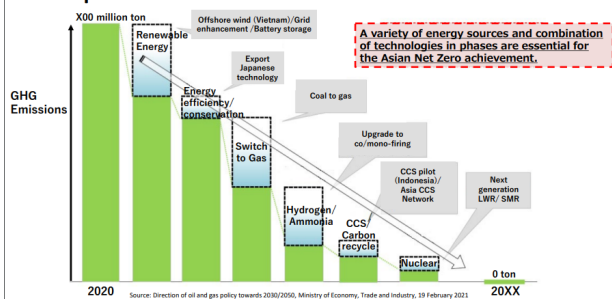 X00 million ton
GHG
Emissions
Renewable
Energy
Energy
efficiency/
conservation
Switch
to Gas
Hydrogen/
Ammonia
CCS/
Carbon
recycle
Nuclear
Offshore wind (Vietnam)/Grid
enhancement /Battery storage
Export
Japanese
technology
Coal to gas
Upgrade to
co/mono-firing
CCS pilot
(Indonesia)/
Asia CCS
Network
Next
generation
LWR/ SMR
A variety of energy sources and combination
of technologies in phases are essential for
the Asian Net Zero achievement.
0 ton
2020
20XX
Source: Direction of oil and gas policy towards 2030/2050, Ministry of Economy, Trade and Industry, 19 February 2021